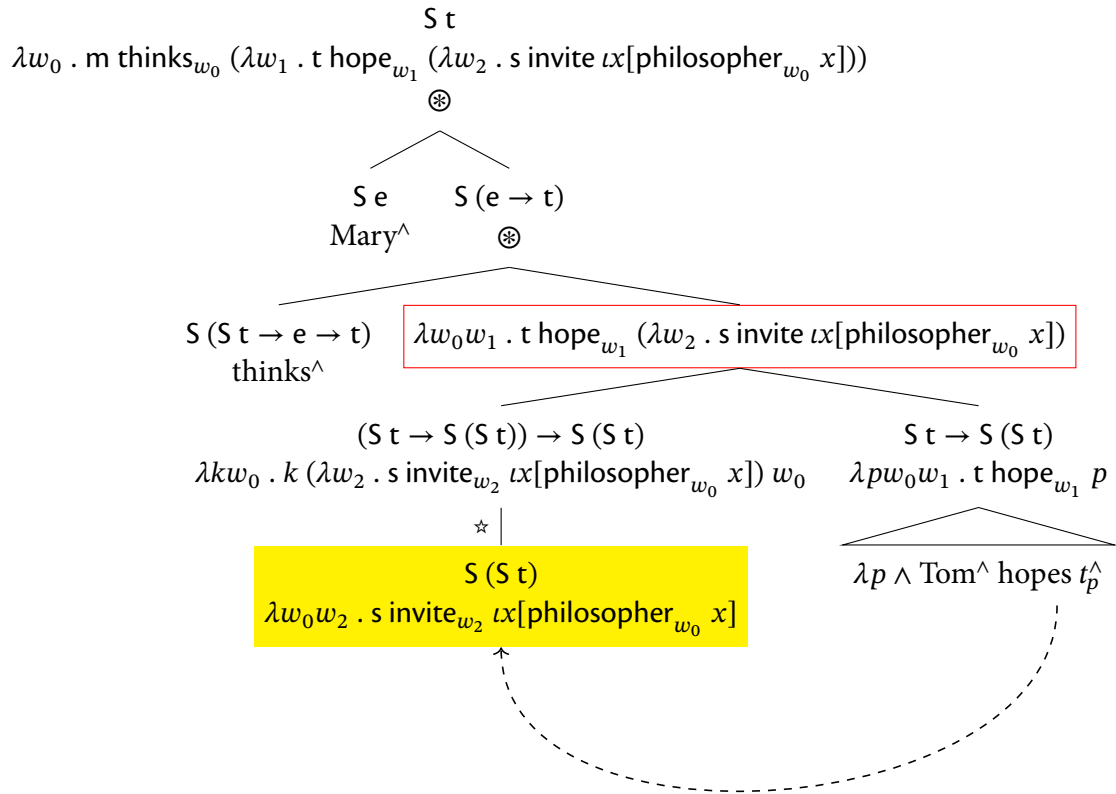 S t
λw₀ . m thinks_w₀ (λw₁ . t hope_w₁ (λw₂ . s invite ιx[philosopher_w₀ x]))
⊛
S e S (e → t)
Mary^ ⊛
S (S t → e → t) λw₀w₁ . t hope_w₁ (λw₂ . s invite ιx[philosopher_w₀ x])
thinks^
(S t → S (S t)) → S (S t) S t → S (S t)
λkw₀ . k (λw₂ . s invite_w₂ ιx[philosopher_w₀ x]) w₀ λpw₀w₁ . t hope_w₁ p
☆
S (S t) λp ∧ Tom^ hopes t_p^
λw₀w₂ . s invite_w₂ ιx[philosopher_w₀ x]